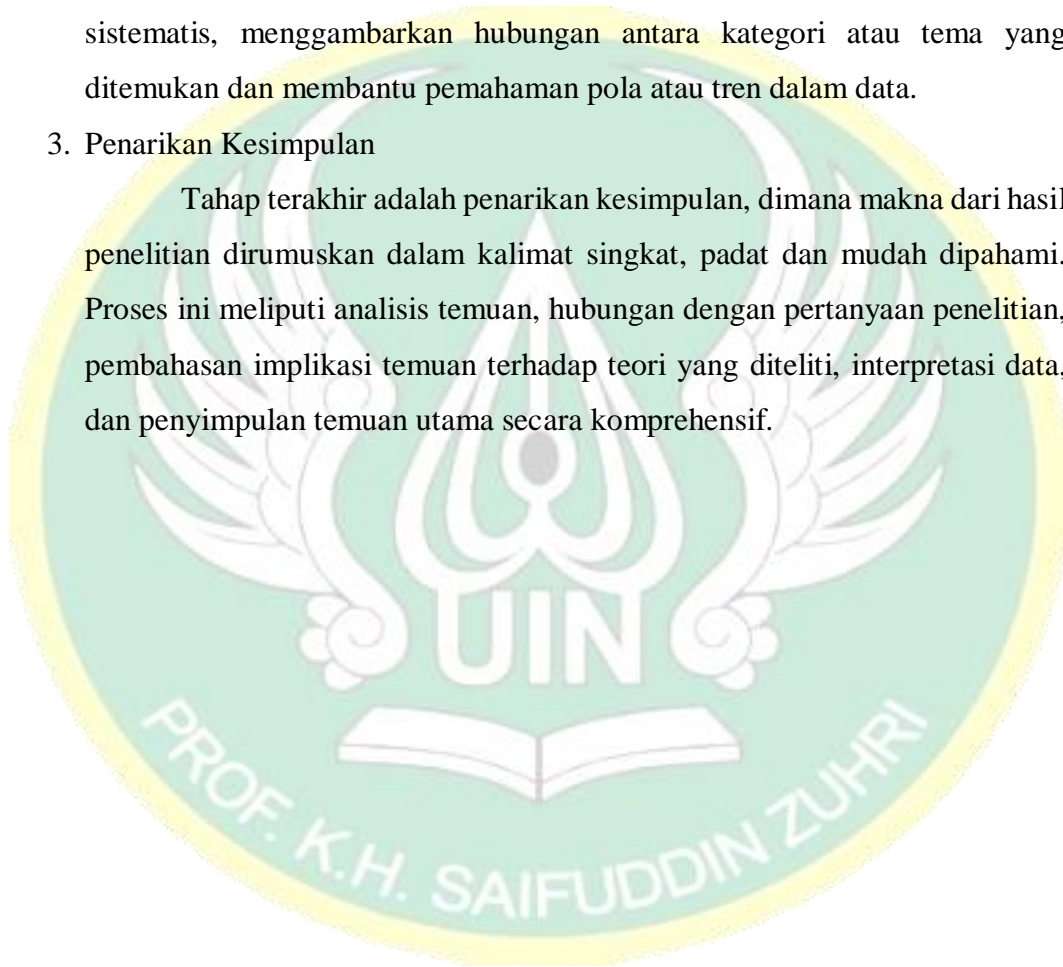 sistematis, menggambarkan hubungan antara kategori atau tema yang
ditemukan dan membantu pemahaman pola atau tren dalam data.
3. Penarikan Kesimpulan
Tahap terakhir adalah penarikan kesimpulan, dimana makna dari hasil
penelitian dirumuskan dalam kalimat singkat, padat dan mudah dipahami.
Proses ini meliputi analisis temuan, hubungan dengan pertanyaan penelitian,
pembahasan implikasi temuan terhadap teori yang diteliti, interpretasi data,
dan penyimpulan temuan utama secara komprehensif.
UIN
PROF. K.H. SAIFUDDIN ZUHRI